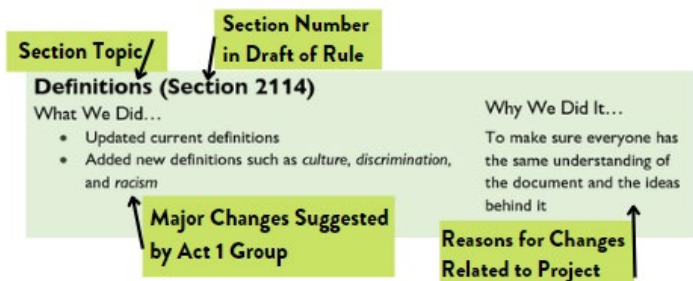 Section Number
in Draft of Rule
Section Topic
Definitions (Section 2114)
What We Did...
• Updated current definitions
• Added new definitions such as culture, discrimination,
and racism
Why We Did It...
To make sure everyone has
the same understanding of
the document and the ideas
behind it
Major Changes Suggested
by Act 1 Group
Reasons for Changes
Related to Project